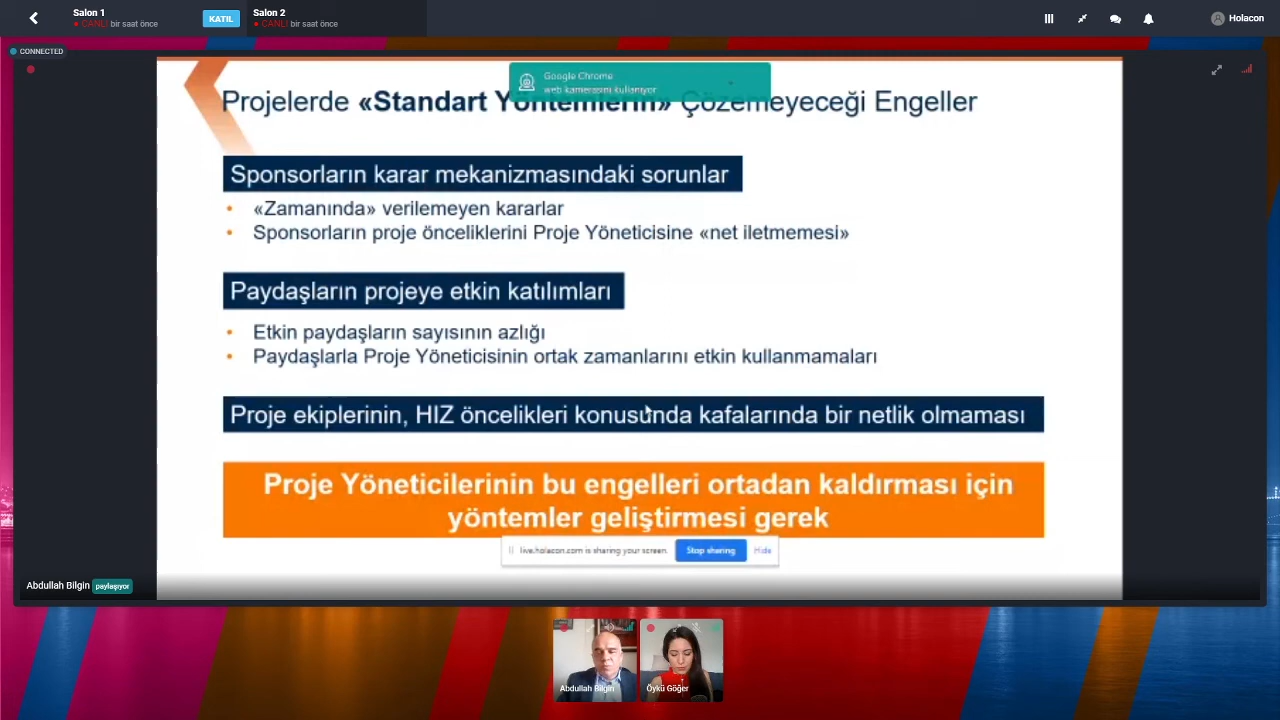 Salon 1
● CANLI bir saat önce
KATIL
Salon 2
● CANLI bir saat önce
Holacon
CONNECTED
Google Chrome
web kamerasını kullanıyor
Projelerde «Standart Yöntemlerin» Çözemeyeceği Engeller
Sponsorların karar mekanizmasındaki sorunlar
• «Zamanında» verilemeyen kararlar
• Sponsorların proje önceliklerini Proje Yöneticisine «net iletmemesi»
Paydaşların projeye etkin katılımları
• Etkin paydaşların sayısının azlığı
• Paydaşlarla Proje Yöneticisinin ortak zamanlarını etkin kullanmamaları
Proje ekiplerinin, HIZ öncelikleri konusunda kafalarında bir netlik olmaması
Proje Yöneticilerinin bu engelleri ortadan kaldırması için
yöntemler geliştirmesi gerek
live.holacon.com is sharing your screen.
Stop sharing
Hide
Abdullah Bilgin
paylaşıyor
Abdullah Bilgin
Öykü Göğer